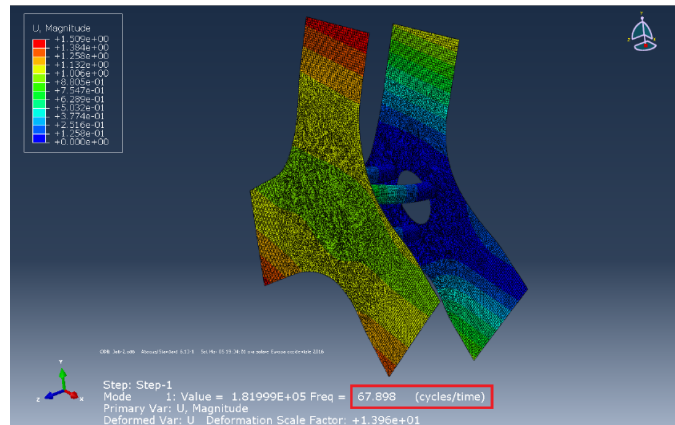 U, Magnitude
+1.509e+00
+1.384e+00
+1.258e+00
+1.132e+00
+1.006e+00
+8.805e-01
+7.547e-01
+6.289e-01
+5.032e-01
+3.774e-01
+2.516e-01
+1.258e-01
+0.000e+00
Y
Z
X
Step: Step-1
Mode 1: Value = 1.81999E+05 Freq = 67.898 (cycles/time)
Primary Var: U, Magnitude
Deformed Var: U Deformation Scale Factor: +1.396e+01